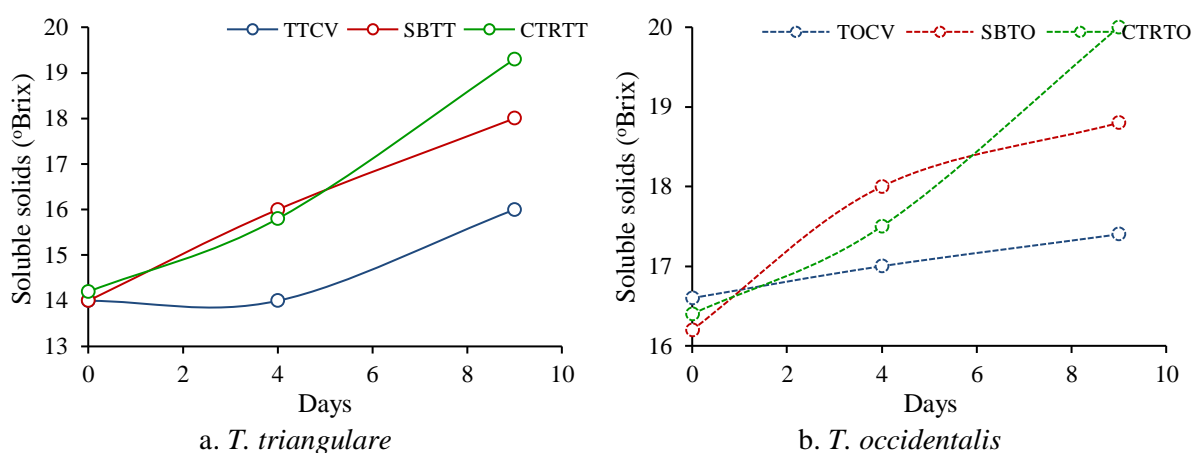 TTCV SBTT CTRTT
20
19
18
17
16
15
14
13
Soluble solids (ºBrix)
0 2 4 6 8 10
Days
a. T. triangulare
TOCV SBTO CTRTO
20
19
18
17
16
Soluble solids (ºBrix)
0 2 4 6 8 10
Days
b. T. occidentalis